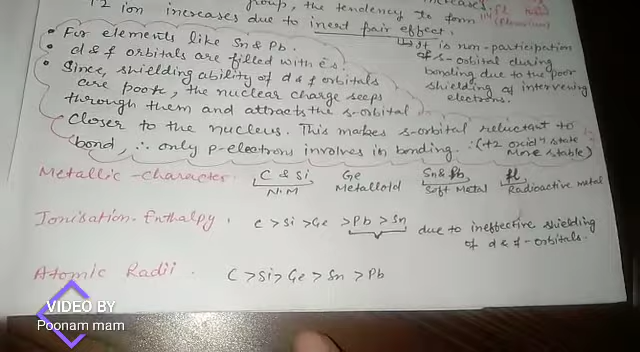 group, the tendency to form
+2 ion increases due to inert pair effect.
It is non-participation
of s-orbital during
bonding due to the poor
shielding of intervening
electrons.
• For elements like Sn & Pb.
• d & f orbitals are filled with e⁻s.
• Since, shielding ability of d & f orbitals
are poor, the nuclear charge seeps
through them and attracts the s-orbital
closer to the nucleus. This makes s-orbital reluctant to
bond, ∴ only p-electrons involves in bonding. ∴(+2 oxidⁿ state more stable)
Metallic-character. C & Si N.M Ge Metalloid Sn & Pb, Soft Metal fl, Radioactive metal
Ionisation-Enthalpy. C > Si > Ge > Pb > Sn due to ineffective shielding
of d & f-orbitals.
Atomic Radii. C > Si > Ge > Sn > Pb
VIDEO BY
Poonam mam